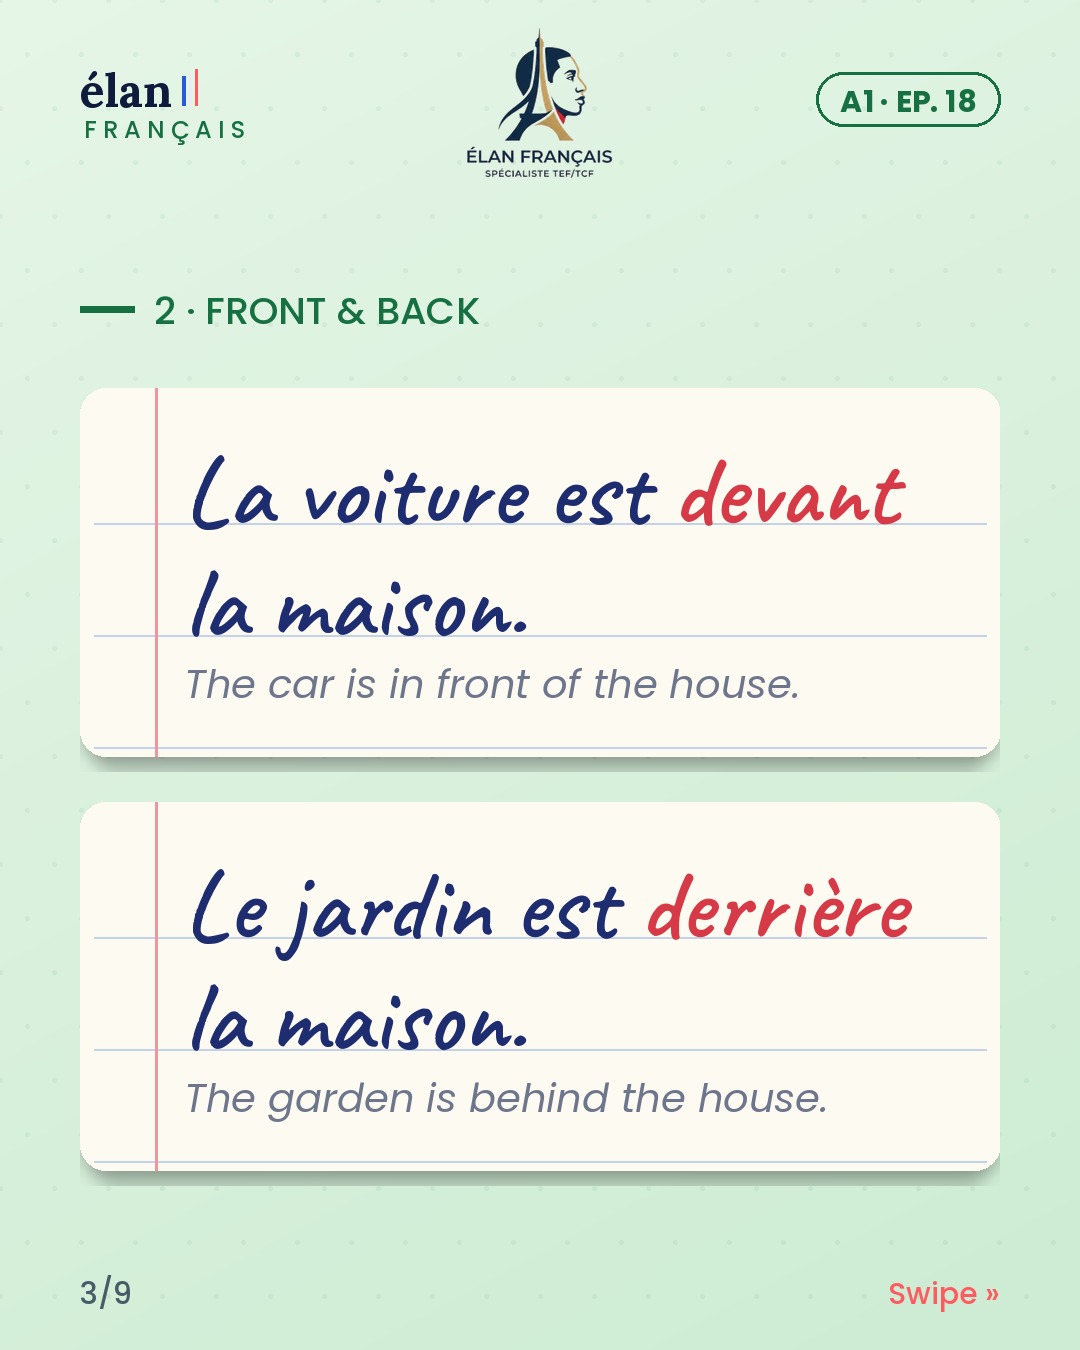 élan
FRANÇAIS
ÉLAN FRANÇAIS
SPÉCIALISTE TEF/TCF
A1 · EP. 18
2 · FRONT & BACK
La voiture est devant
la maison.
The car is in front of the house.
Le jardin est derrière
la maison.
The garden is behind the house.
3/9
Swipe »